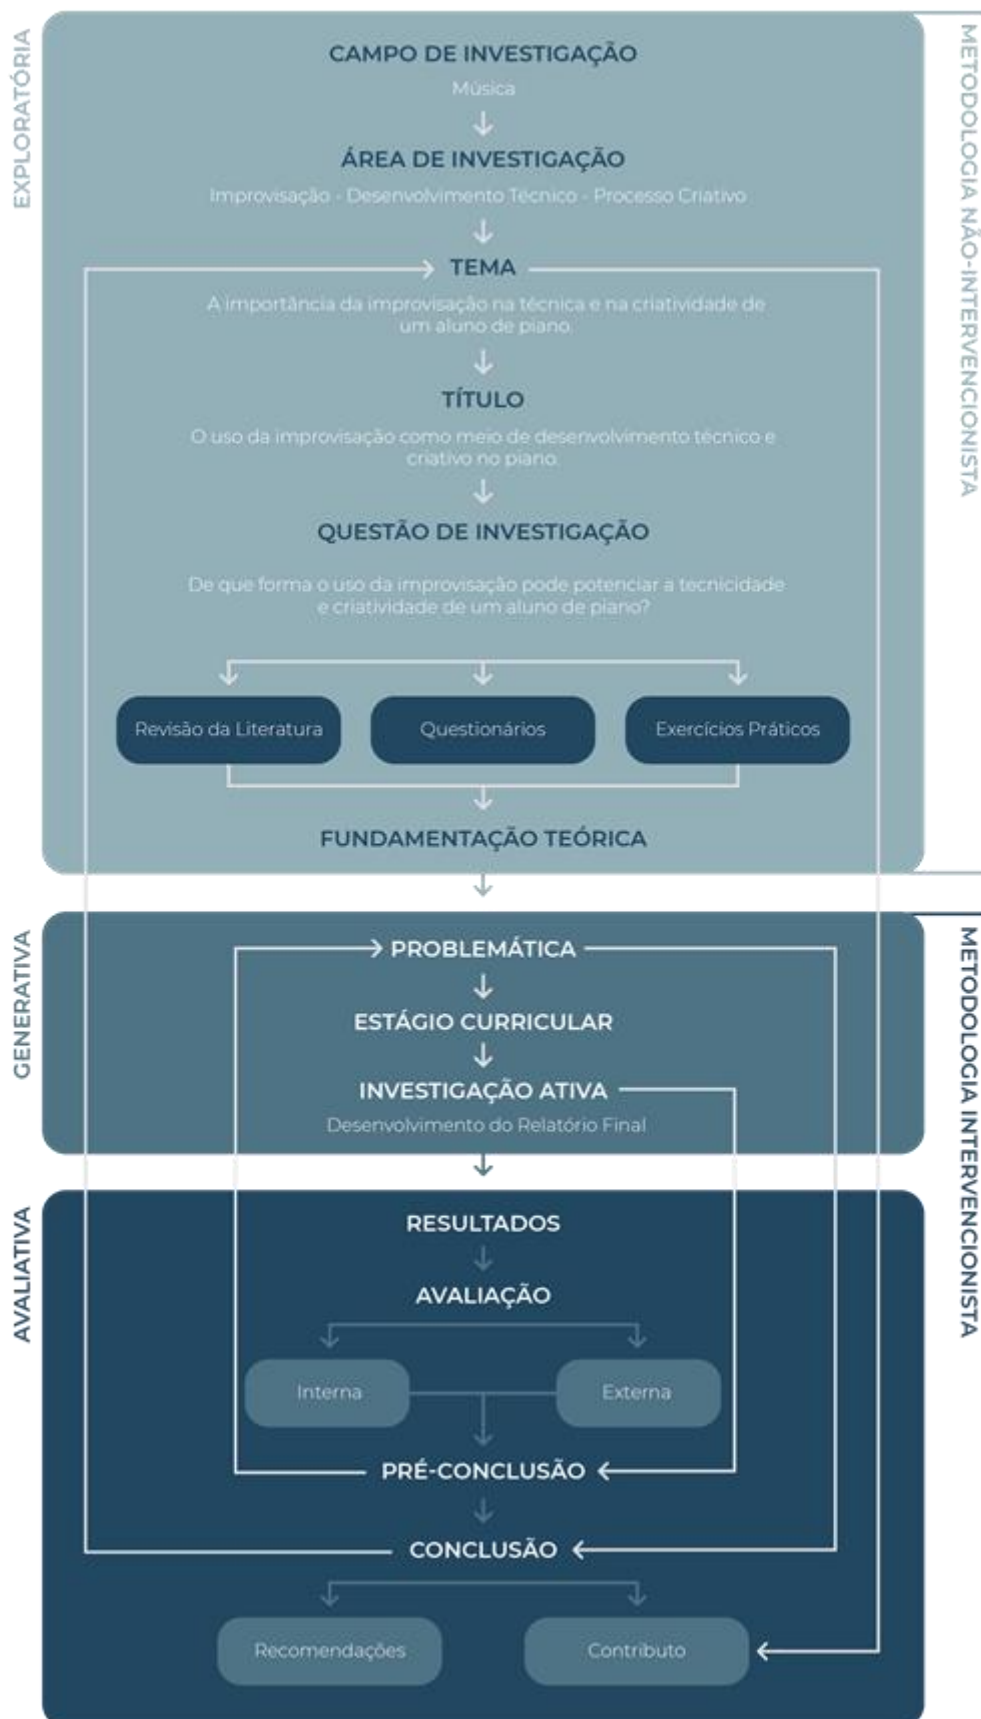 EXPLORATÓRIA
METODOLOGIA NÃO-INTERVENCIONISTA
CAMPO DE INVESTIGAÇÃO
Música
ÁREA DE INVESTIGAÇÃO
Improvisação - Desenvolvimento Técnico - Processo Criativo
TEMA
A importância da improvisação na técnica e na criatividade de
um aluno de piano.
TÍTULO
O uso da improvisação como meio de desenvolvimento técnico e
criativo no piano.
QUESTÃO DE INVESTIGAÇÃO
De que forma o uso da improvisação pode potenciar a tecnicidade
e criatividade de um aluno de piano?
Revisão da Literatura
Questionários
Exercícios Práticos
FUNDAMENTAÇÃO TEÓRICA
GENERATIVA
METODOLOGIA INTERVENCIONISTA
PROBLEMÁTICA
ESTÁGIO CURRICULAR
INVESTIGAÇÃO ATIVA
Desenvolvimento do Relatório Final
AVALIATIVA
RESULTADOS
AVALIAÇÃO
Interna
Externa
PRÉ-CONCLUSÃO
CONCLUSÃO
Recomendações
Contributo